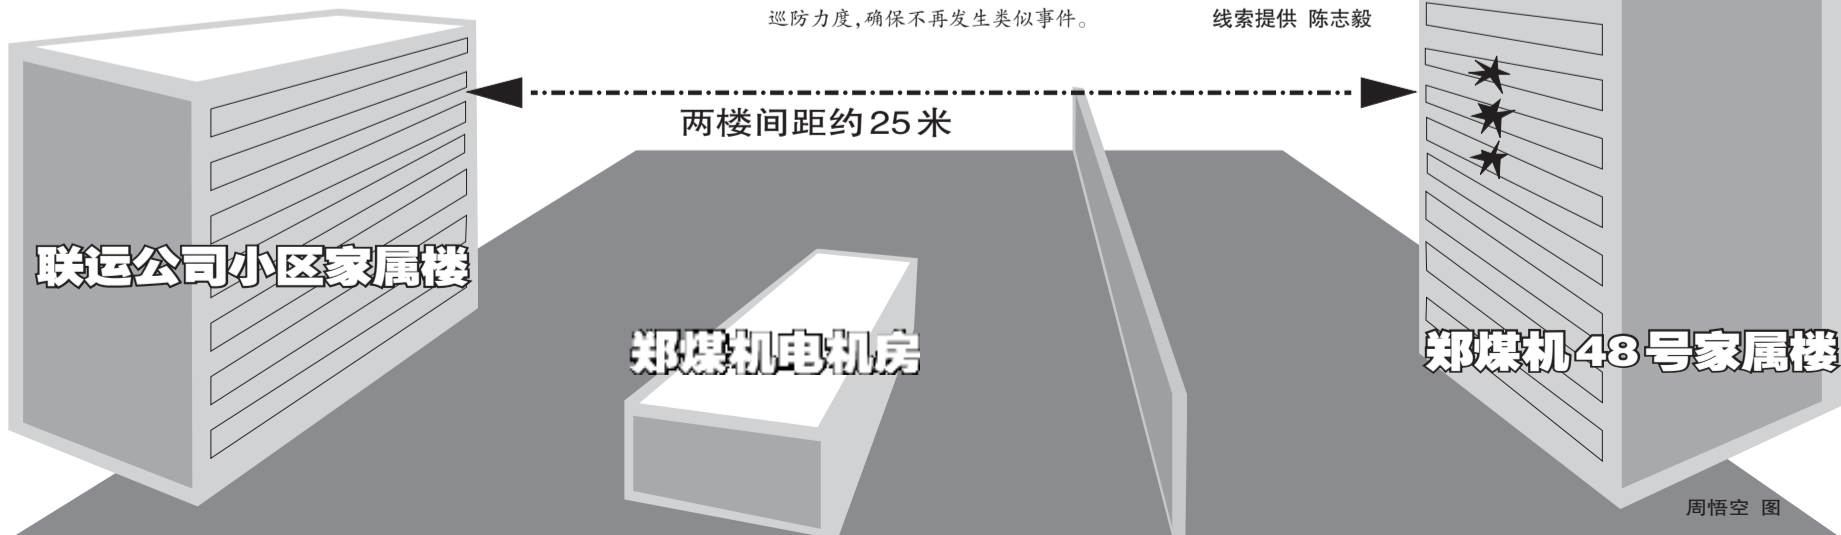 巡防力度,确保不再发生类似事件。
线索提供 陈志毅
两楼间距约25米
联运公司小区家属楼
郑煤机电机房
郑煤机48号家属楼
周悟空 图